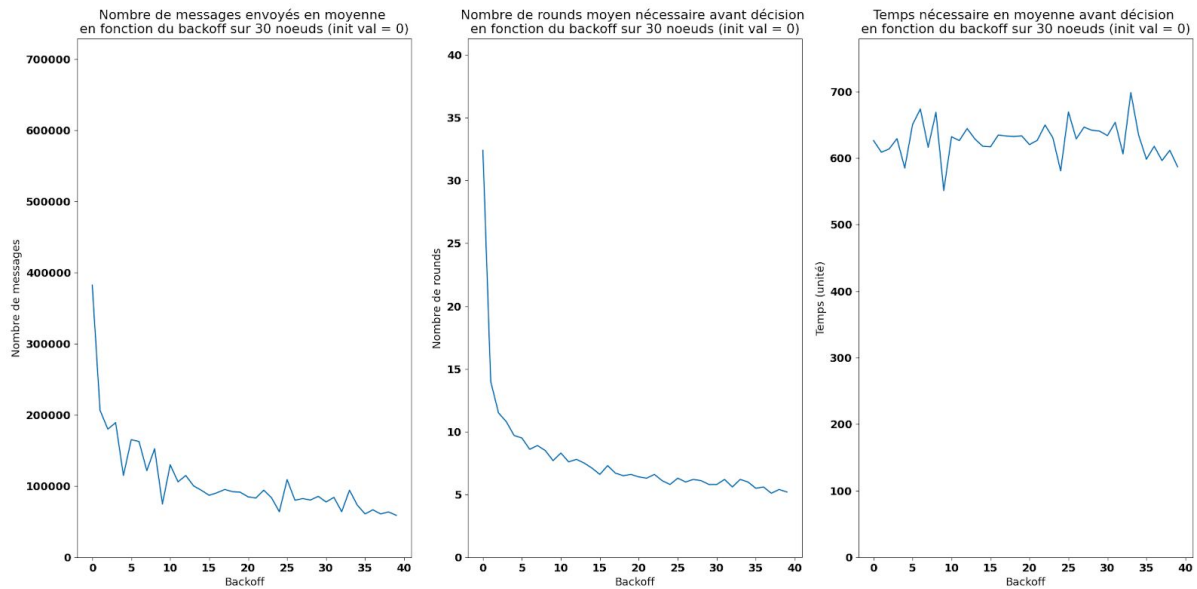 Nombre de messages envoyés en moyenne
en fonction du backoff sur 30 noeuds (init val = 0)
700000
600000
500000
400000
300000
200000
100000
0
Nombre de messages
0 5 10 15 20 25 30 35 40
Backoff
Nombre de rounds moyen nécessaire avant décision
en fonction du backoff sur 30 noeuds (init val = 0)
40
35
30
25
20
15
10
5
0
Nombre de rounds
0 5 10 15 20 25 30 35 40
Backoff
Temps nécessaire en moyenne avant décision
en fonction du backoff sur 30 noeuds (init val = 0)
700
600
500
400
300
200
100
0
Temps (unité)
0 5 10 15 20 25 30 35 40
Backoff